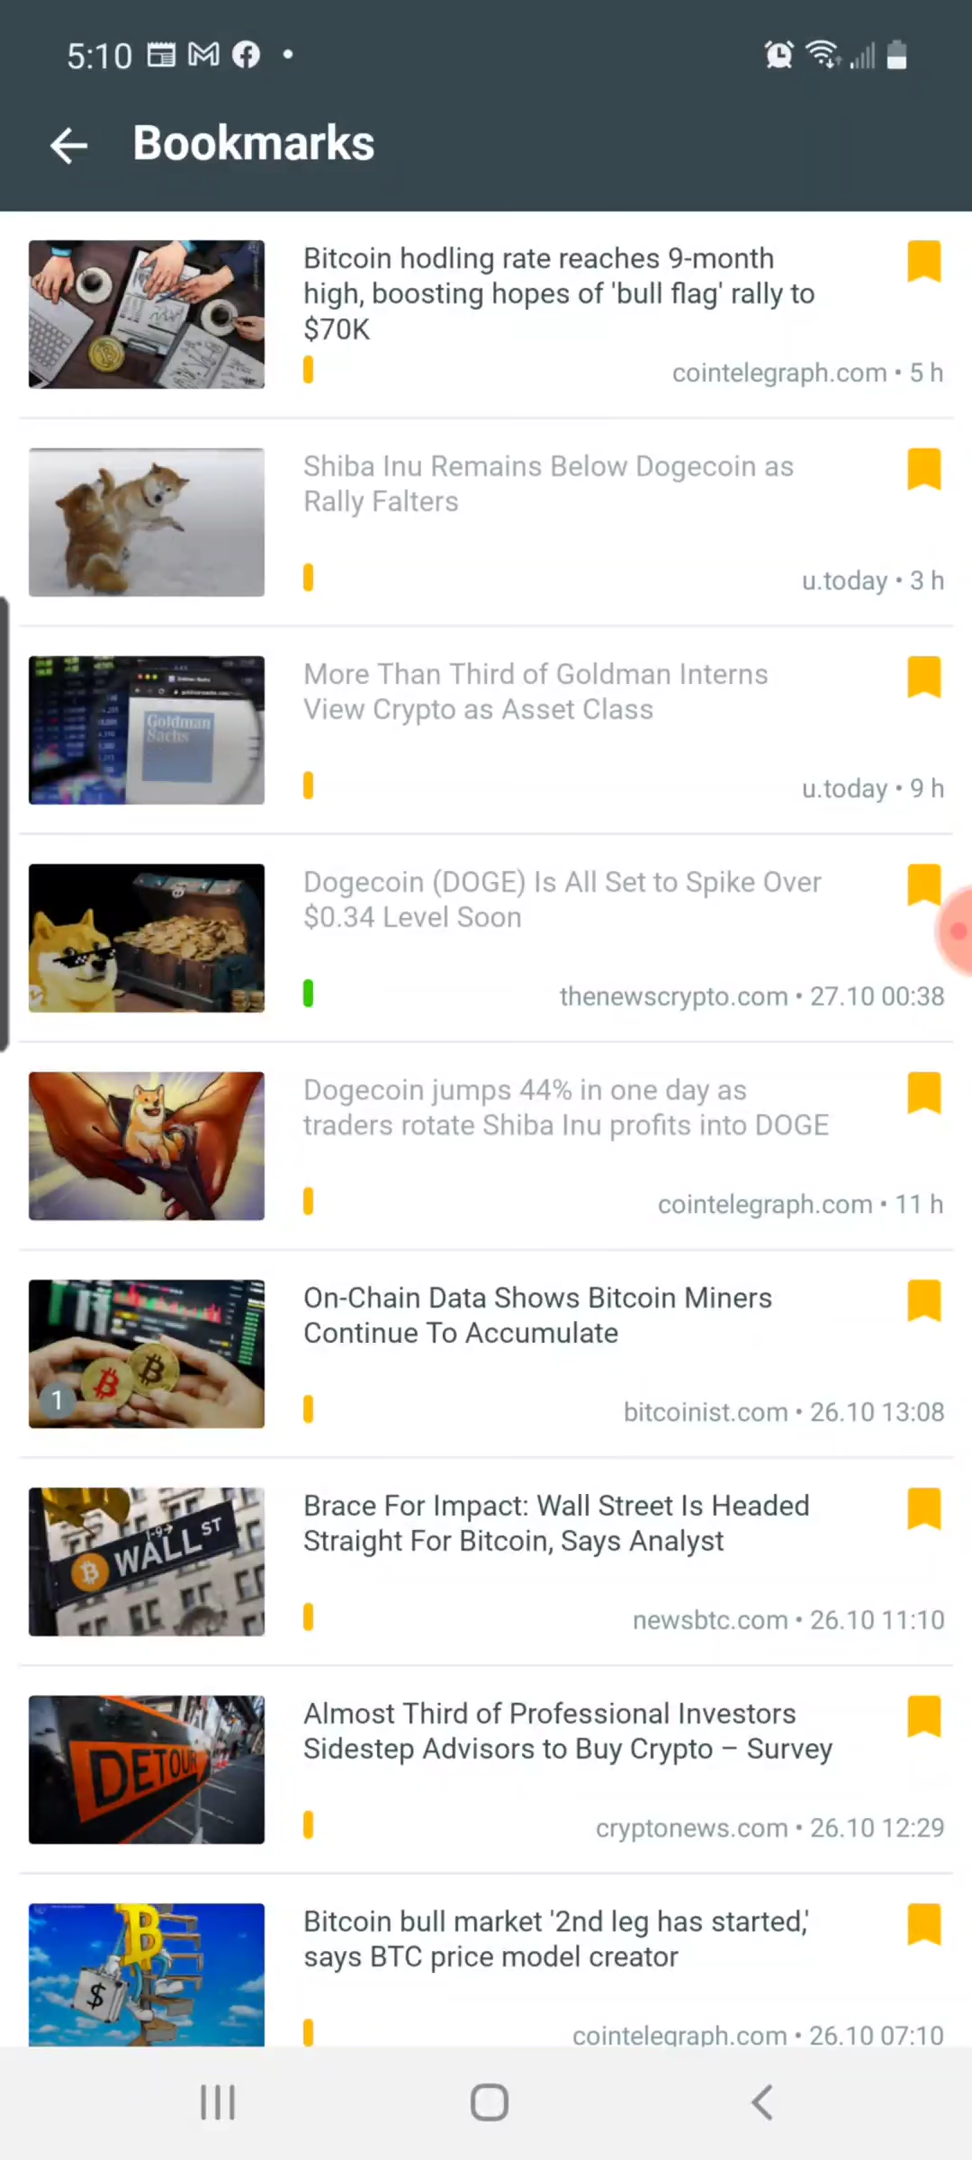 5:10
Bookmarks
Bitcoin hodling rate reaches 9-month
high, boosting hopes of 'bull flag' rally to
$70K
cointelegraph.com • 5 h
Shiba Inu Remains Below Dogecoin as
Rally Falters
u.today • 3 h
Goldman
Sachs
More Than Third of Goldman Interns
View Crypto as Asset Class
u.today • 9 h
Dogecoin (DOGE) Is All Set to Spike Over
$0.34 Level Soon
thenewscrypto.com • 27.10 00:38
Dogecoin jumps 44% in one day as
traders rotate Shiba Inu profits into DOGE
cointelegraph.com • 11 h
1
On-Chain Data Shows Bitcoin Miners
Continue To Accumulate
bitcoinist.com • 26.10 13:08
WALL ST
Brace For Impact: Wall Street Is Headed
Straight For Bitcoin, Says Analyst
newsbtc.com • 26.10 11:10
DETOUR
Almost Third of Professional Investors
Sidestep Advisors to Buy Crypto – Survey
cryptonews.com • 26.10 12:29
$
Bitcoin bull market '2nd leg has started,'
says BTC price model creator
cointelegraph.com • 26.10 07:10